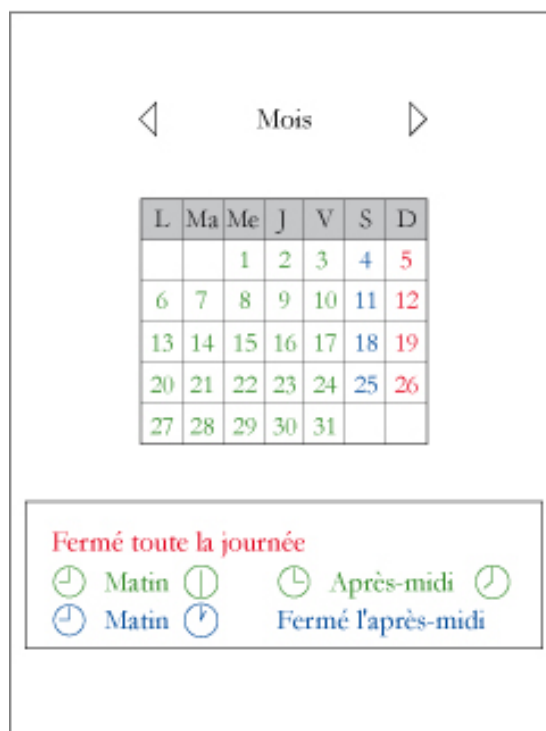 Mois
L Ma Me J V S D
1 2 3 4 5
6 7 8 9 10 11 12
13 14 15 16 17 18 19
20 21 22 23 24 25 26
27 28 29 30 31
Fermé toute la journée
Matin Après-midi
Matin Fermé l'après-midi